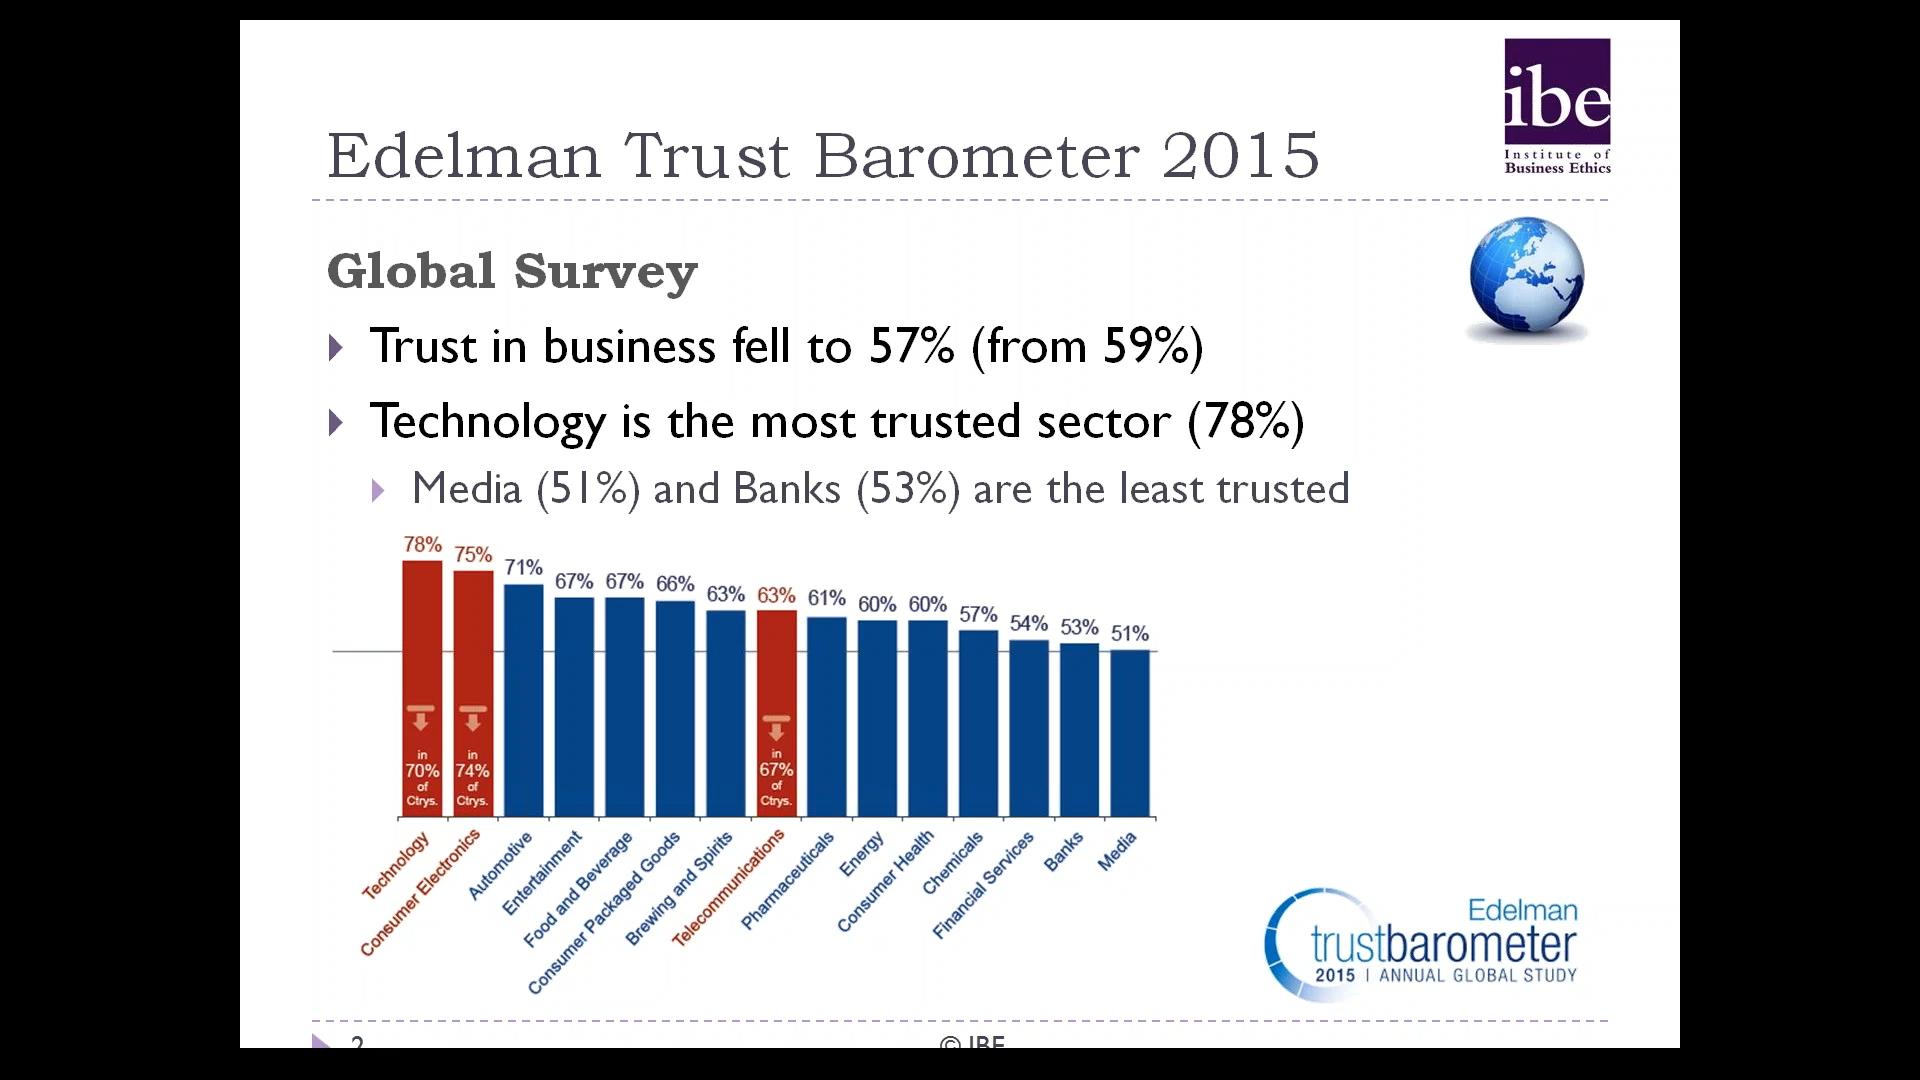 ibe
Institute of
Business Ethics
Edelman Trust Barometer 2015
Global Survey
Trust in business fell to 57% (from 59%)
Technology is the most trusted sector (78%)
Media (51%) and Banks (53%) are the least trusted
78% 75% 71% 67% 67% 66% 63% 63% 61% 60% 60% 57% 54% 53% 51%
in
70%
of
Ctrys.
in
74%
of
Ctrys.
in
67%
of
Ctrys.
Technology
Consumer Electronics
Automotive
Entertainment
Food and Beverage
Consumer Packaged Goods
Brewing and Spirits
Telecommunications
Pharmaceuticals
Energy
Consumer Health
Chemicals
Financial Services
Banks
Media
Edelman
trustbarometer
2015 | ANNUAL GLOBAL STUDY
2
© IBE